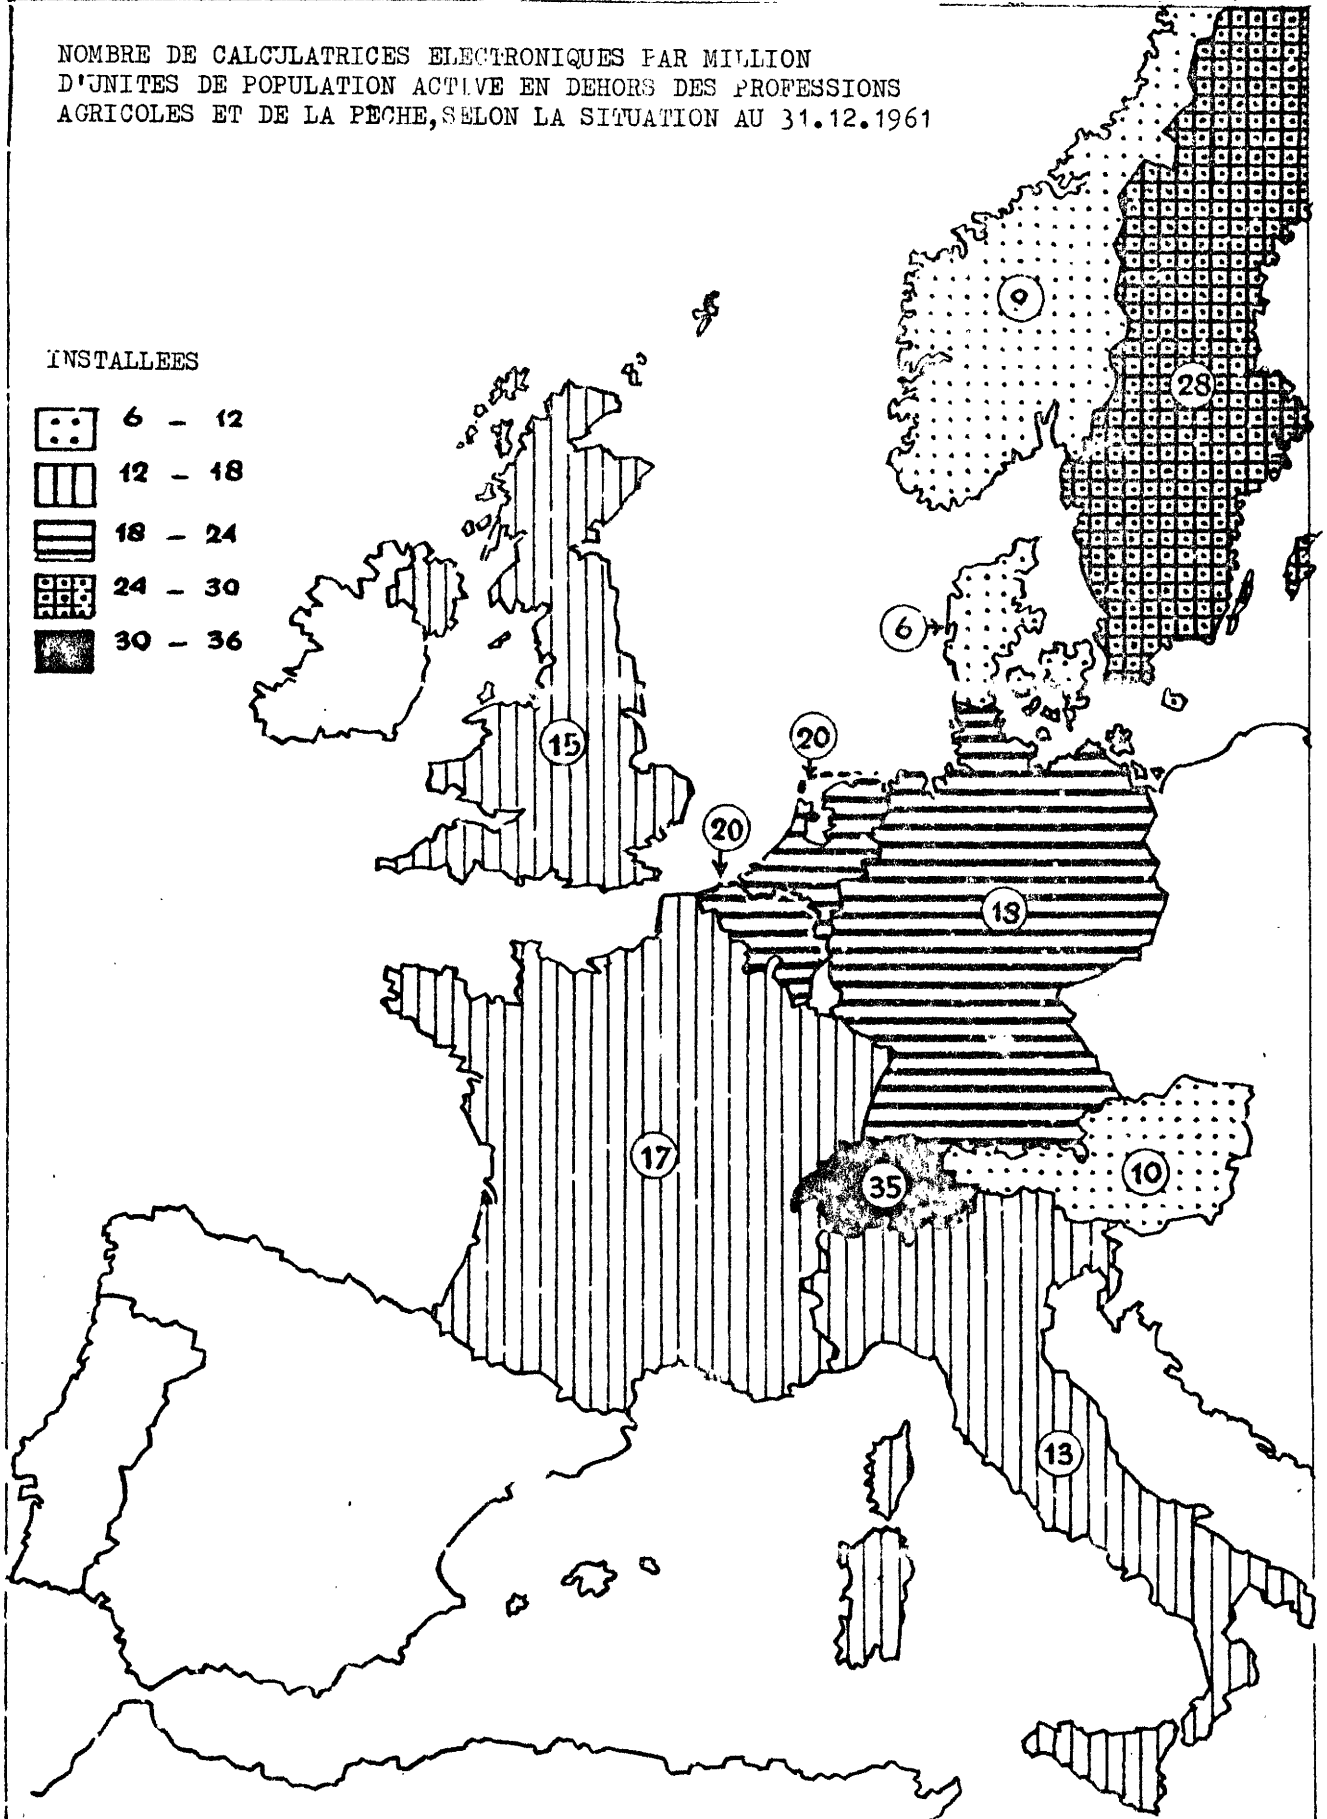 NOMBRE DE CALCULATRICES ELECTRONIQUES PAR MILLION
D'UNITES DE POPULATION ACTIVE EN DEHORS DES PROFESSIONS
AGRICOLES ET DE LA PECHE, SELON LA SITUATION AU 31.12.1961
INSTALLEES
6 – 12
12 – 18
18 – 24
24 – 30
30 – 36
9
28
6
15
20
20
18
17
35
10
13